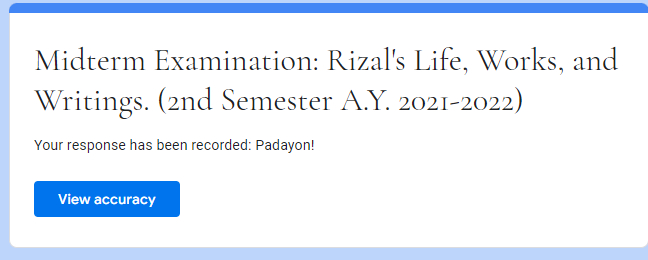 Midterm Examination: Rizal's Life, Works, and
Writings. (2nd Semester A.Y. 2021-2022)
Your response has been recorded: Padayon!
View accuracy